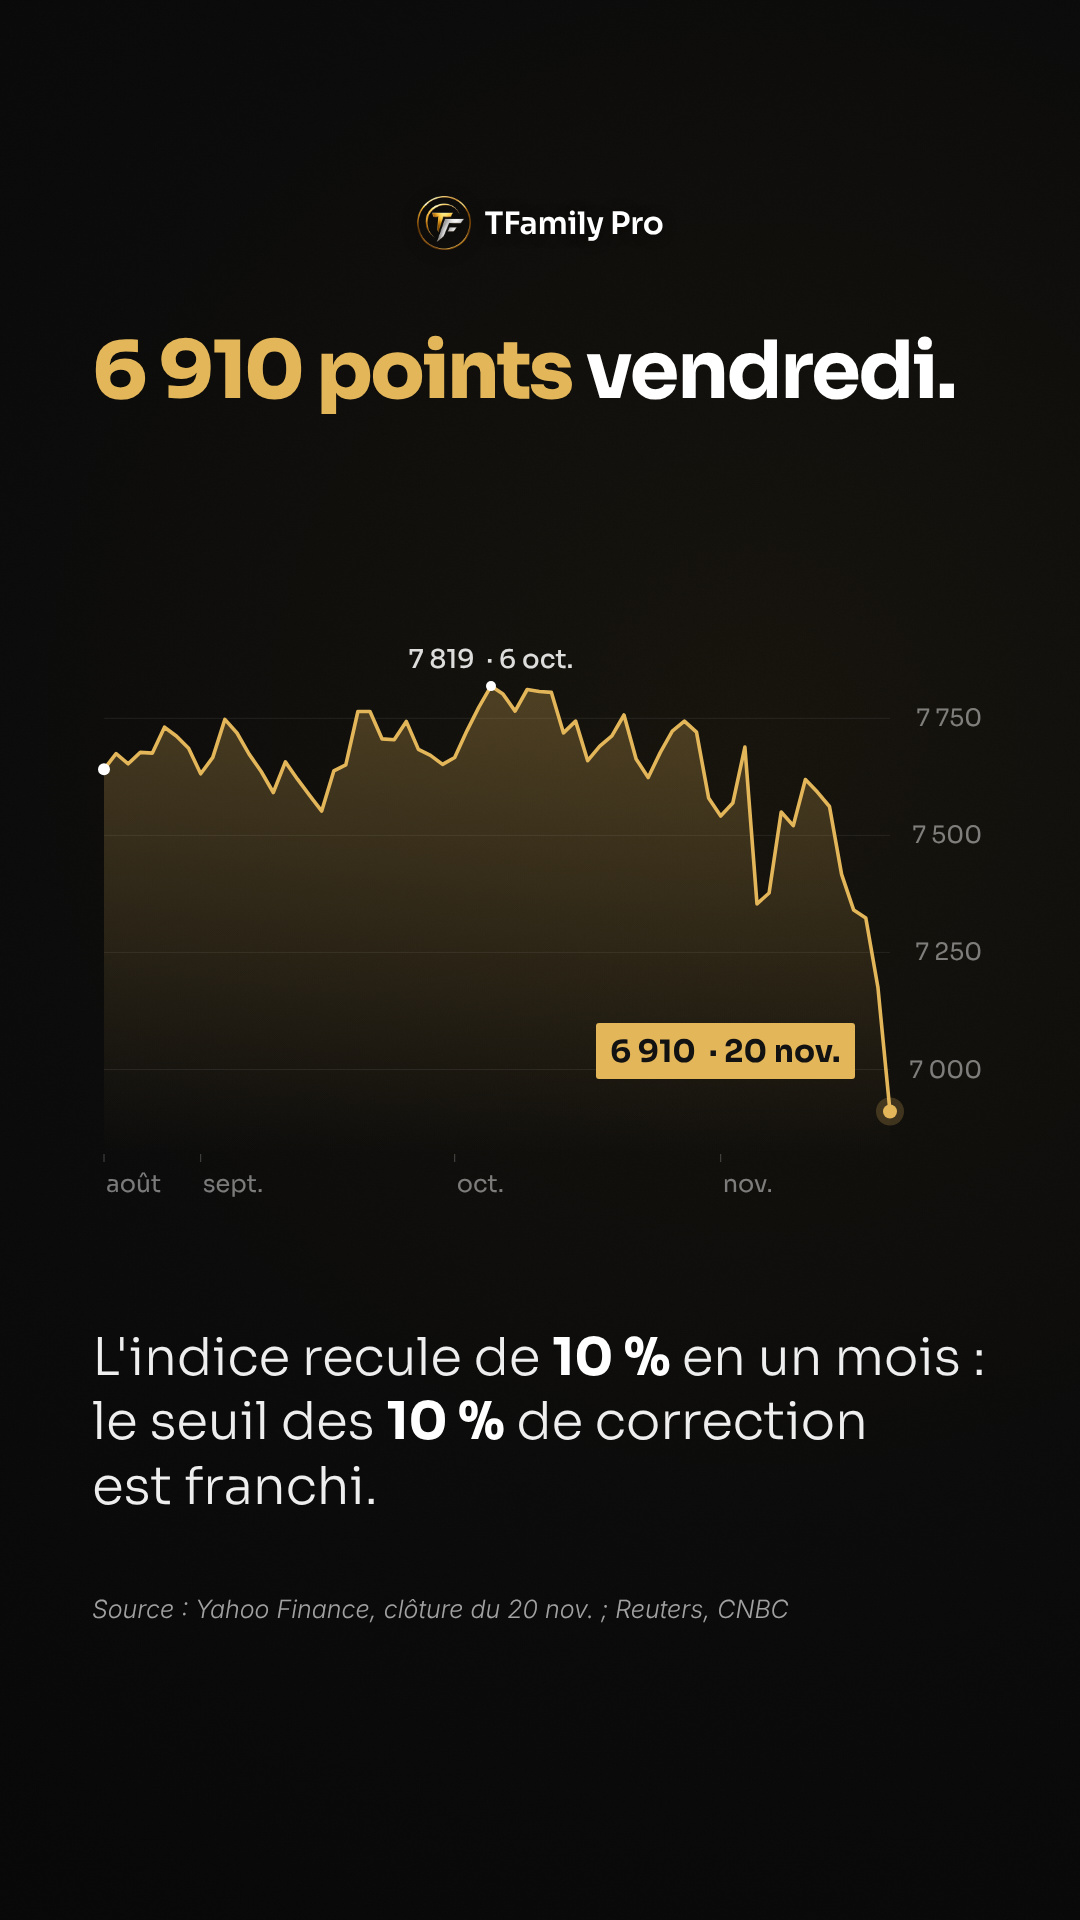 TF TFamily Pro
6 910 points vendredi.
7 819 · 6 oct.
7 750
7 500
7 250
6 910 · 20 nov.
7 000
août sept. oct. nov.
L'indice recule de 10 % en un mois :
le seuil des 10 % de correction
est franchi.
Source : Yahoo Finance, clôture du 20 nov. ; Reuters, CNBC